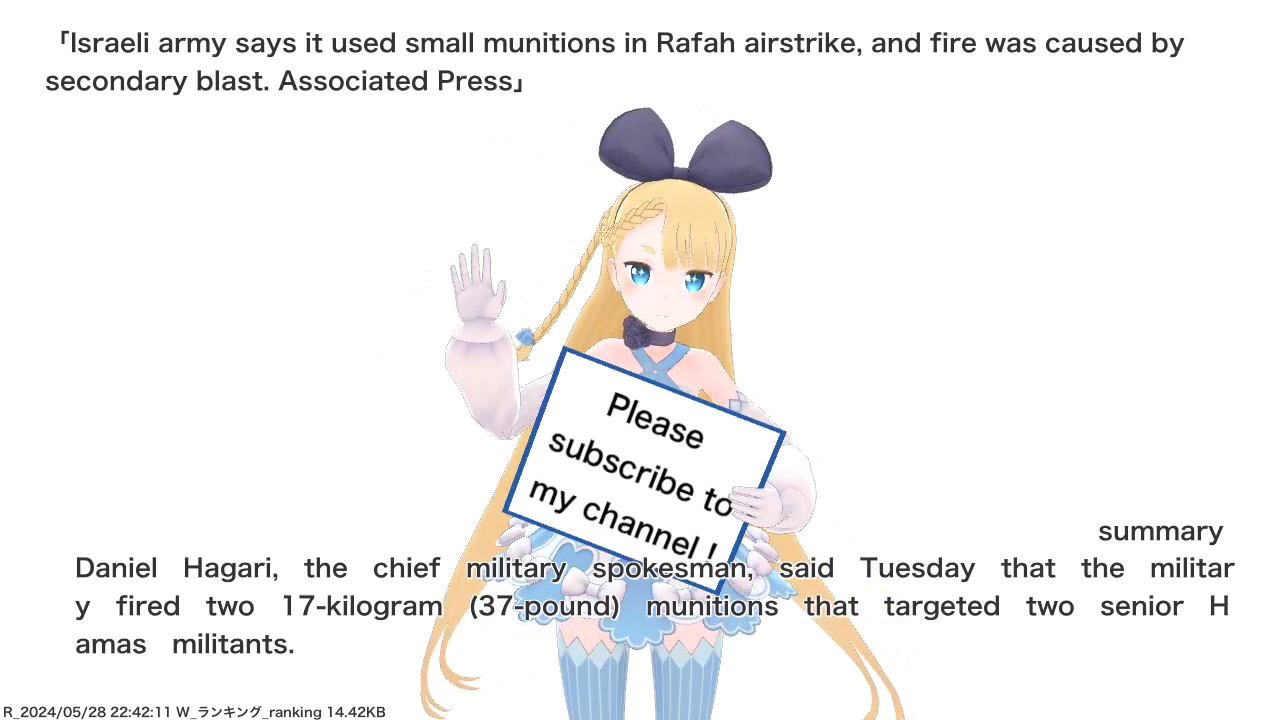 「Israeli army says it used small munitions in Rafah airstrike, and fire was caused by
secondary blast. Associated Press」
Please
subscribe to
my channel !
summary
Daniel Hagari, the chief military spokesman, said Tuesday that the militar
y fired two 17-kilogram (37-pound) munitions that targeted two senior H
amas militants.
R_2024/05/28 22:42:11 W_ランキング_ranking 14.42KB